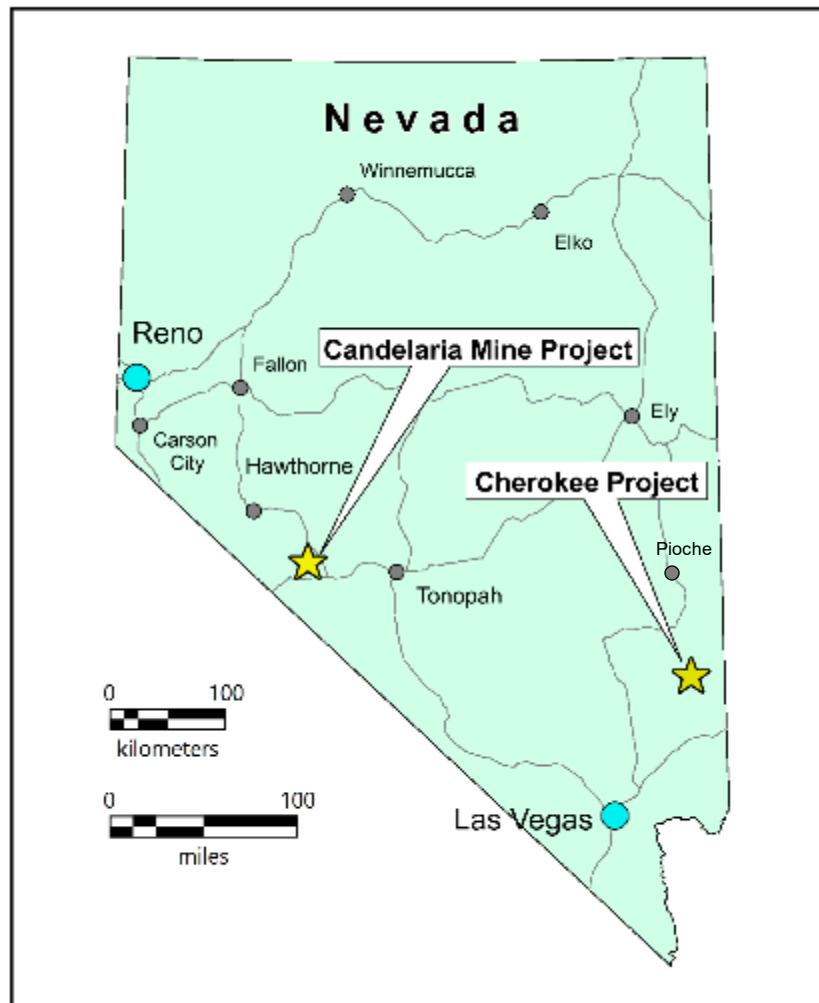 Nevada
Winnemucca
Elko
Reno
Candelaria Mine Project
Fallon
Ely
Carson
City
Hawthorne
Cherokee Project
Pioche
Tonopah
0 100
kilometers
0 100
miles
Las Vegas